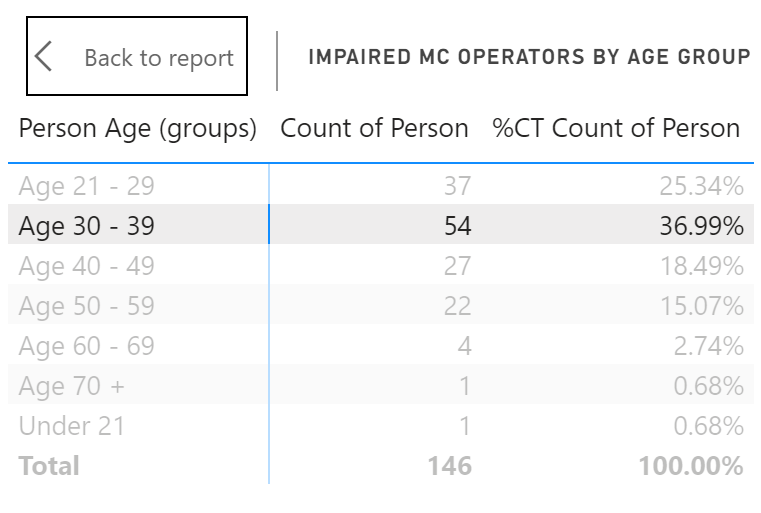 Back to report
IMPAIRED MC OPERATORS BY AGE GROUP
Person Age (groups) Count of Person %CT Count of Person
Age 21 - 29 37 25.34%
Age 30 - 39 54 36.99%
Age 40 - 49 27 18.49%
Age 50 - 59 22 15.07%
Age 60 - 69 4 2.74%
Age 70 + 1 0.68%
Under 21 1 0.68%
Total 146 100.00%